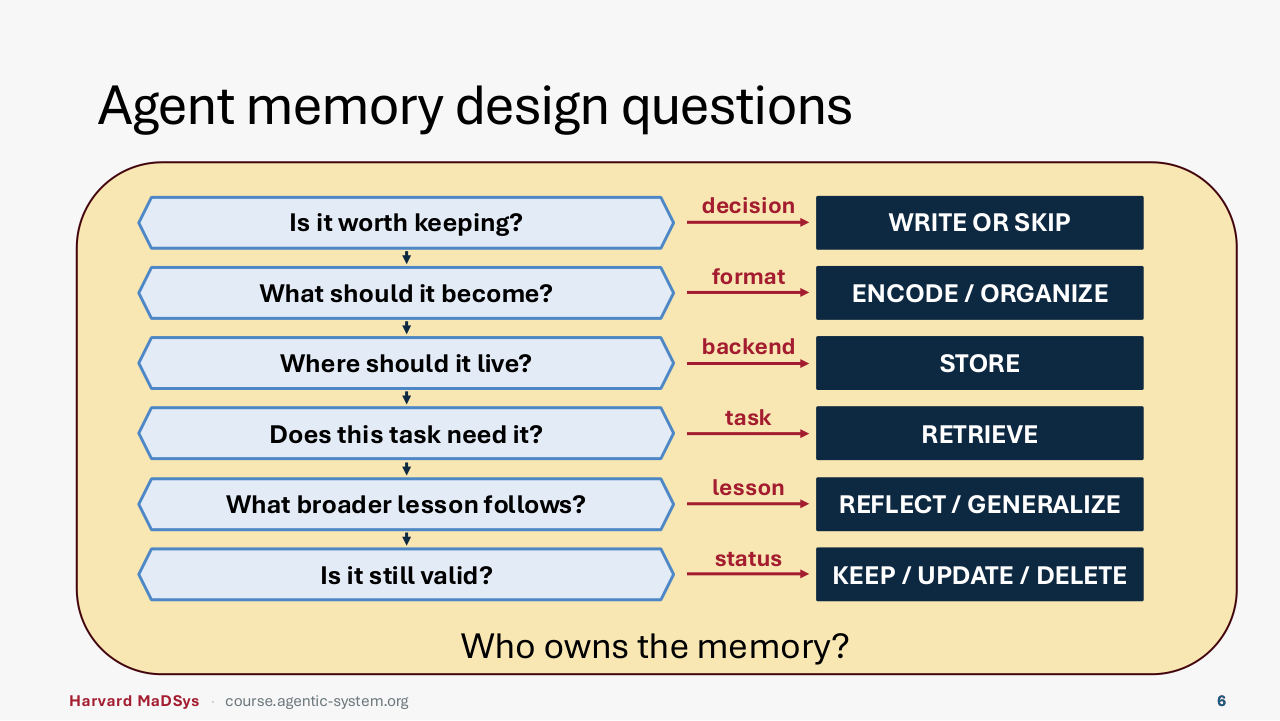 Agent memory design questions
Is it worth keeping?
decision
WRITE OR SKIP
What should it become?
format
ENCODE / ORGANIZE
Where should it live?
backend
STORE
Does this task need it?
task
RETRIEVE
What broader lesson follows?
lesson
REFLECT / GENERALIZE
Is it still valid?
status
KEEP / UPDATE / DELETE
Who owns the memory?
Harvard MaDSys · course.agentic-system.org
6